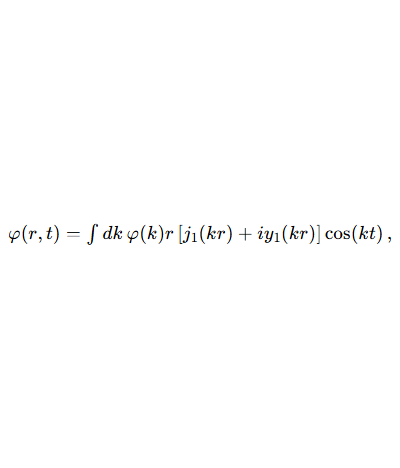 φ(r, t) = ∫ dk φ(k)r [j₁(kr) + iy₁(kr)] cos(kt) ,